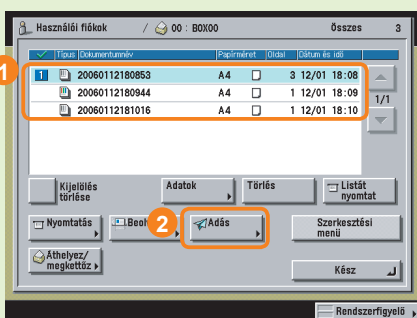 Használói fiókok / 00 : BOX00 Összes 3
Típus Dokumentumnév Papírméret Oldal Dátum és idő
1
1 20060112180853 A4 3 12/01 18:08
20060112180944 A4 1 12/01 18:09
20060112181016 A4 1 12/01 18:10
1/1
Kijelölés
törlése
Adatok
Törlés
Listát
nyomtat
Nyomtatás
2
Adás
Szerkesztési
menü
Áthelyez/
megkettőz
Kész
Rendszerfigyelő